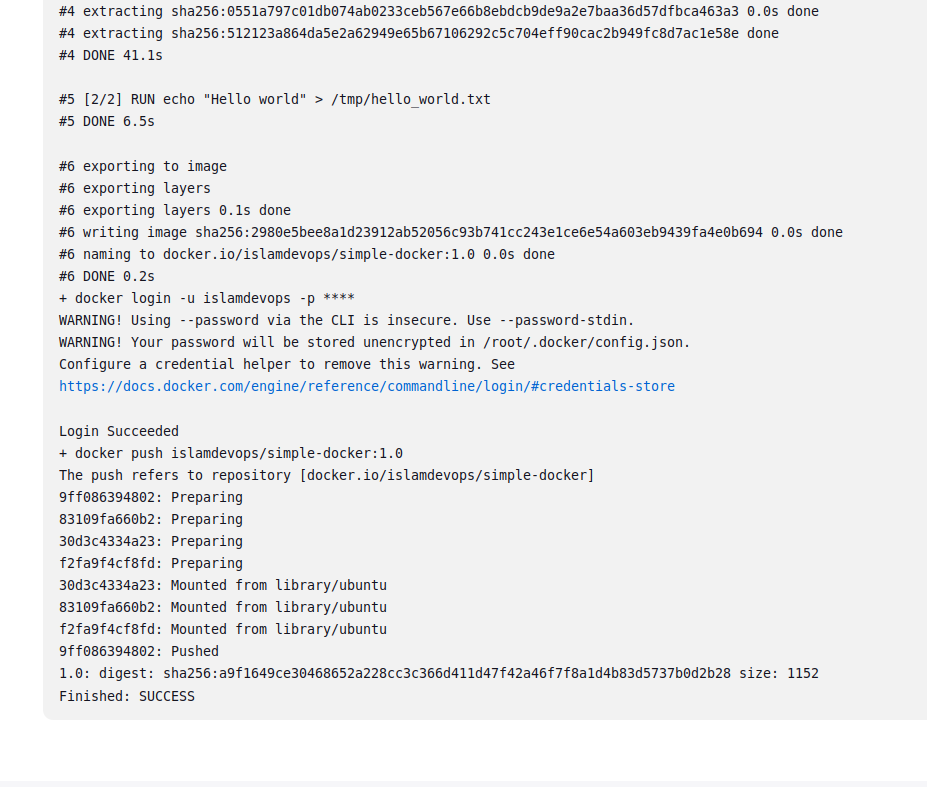 #4 extracting sha256:0551a797c01db074ab0233ceb567e66b8ebdcb9de9a2e7baa36d57dfbca463a3 0.0s done
#4 extracting sha256:512123a864da5e2a62949e65b67106292c5c704eff90cac2b949fc8d7ac1e58e done
#4 DONE 41.1s
#5 [2/2] RUN echo "Hello world" > /tmp/hello_world.txt
#5 DONE 6.5s
#6 exporting to image
#6 exporting layers
#6 exporting layers 0.1s done
#6 writing image sha256:2980e5bee8a1d23912ab52056c93b741cc243e1ce6e54a603eb9439fa4e0b694 0.0s done
#6 naming to docker.io/islamdevops/simple-docker:1.0 0.0s done
#6 DONE 0.2s
+ docker login -u islamdevops -p ****
WARNING! Using --password via the CLI is insecure. Use --password-stdin.
WARNING! Your password will be stored unencrypted in /root/.docker/config.json.
Configure a credential helper to remove this warning. See
https://docs.docker.com/engine/reference/commandline/login/#credentials-store
Login Succeeded
+ docker push islamdevops/simple-docker:1.0
The push refers to repository [docker.io/islamdevops/simple-docker]
9ff086394802: Preparing
83109fa660b2: Preparing
30d3c4334a23: Preparing
f2fa9f4cf8fd: Preparing
30d3c4334a23: Mounted from library/ubuntu
83109fa660b2: Mounted from library/ubuntu
f2fa9f4cf8fd: Mounted from library/ubuntu
9ff086394802: Pushed
1.0: digest: sha256:a9f1649ce30468652a228cc3c366d411d47f42a46f7f8a1d4b83d5737b0d2b28 size: 1152
Finished: SUCCESS